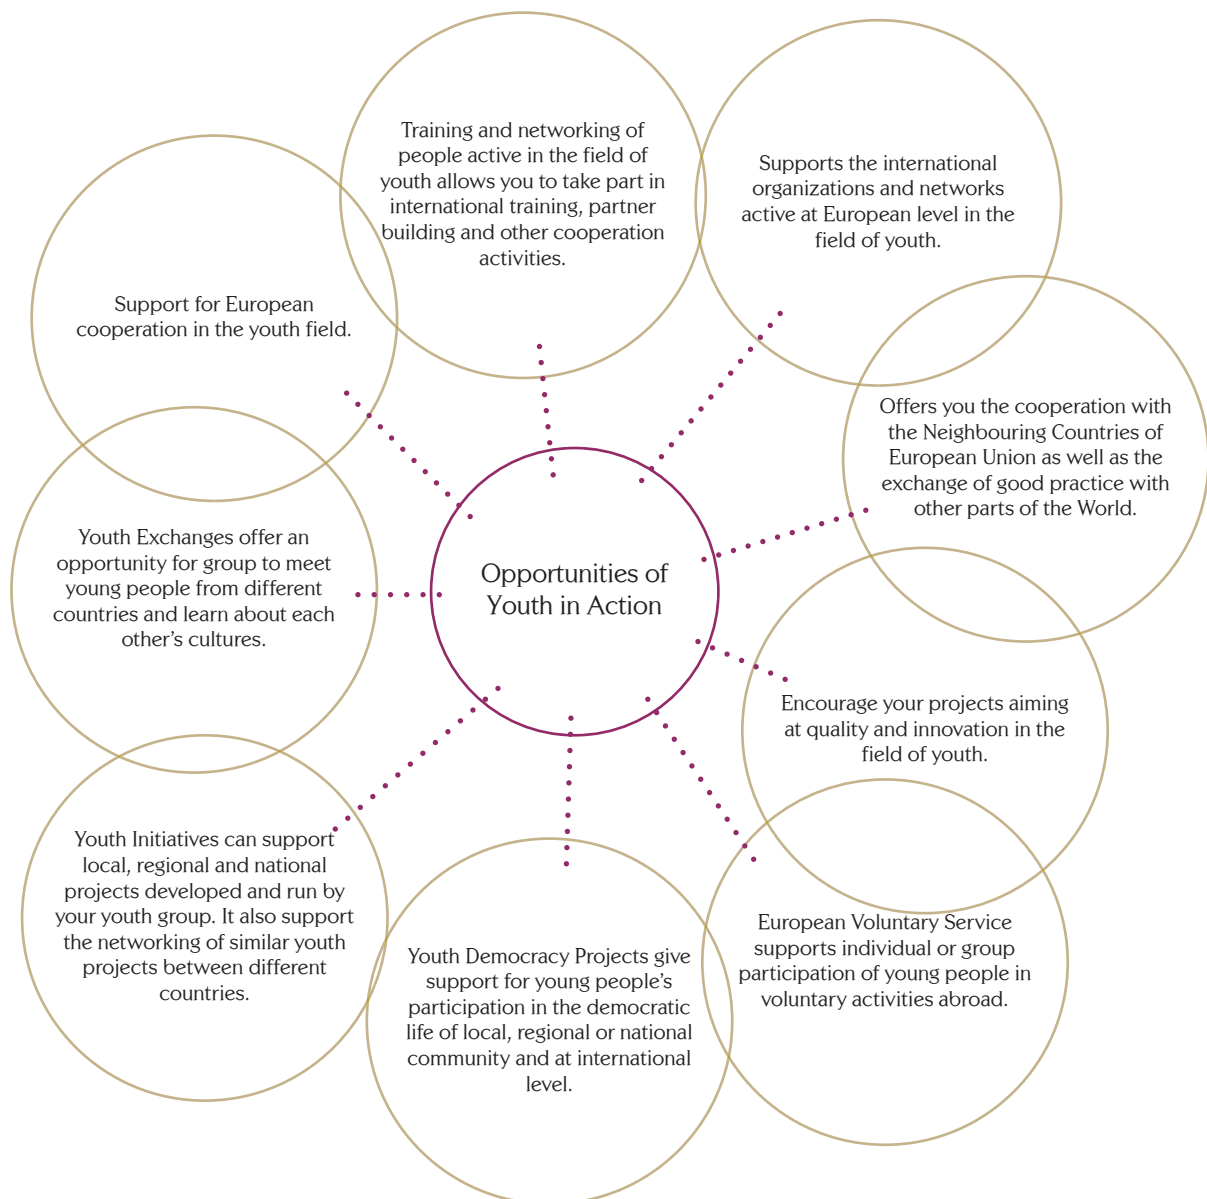 Training and networking of
people active in the field of
youth allows you to take part in
international training, partner
building and other cooperation
activities.
Supports the international
organizations and networks
active at European level in the
field of youth.
Support for European
cooperation in the youth field.
Offers you the cooperation with
the Neighbouring Countries of
European Union as well as the
exchange of good practice with
other parts of the World.
Youth Exchanges offer an
opportunity for group to meet
young people from different
countries and learn about each
other’s cultures.
Opportunities of
Youth in Action
Encourage your projects aiming
at quality and innovation in the
field of youth.
Youth Initiatives can support
local, regional and national
projects developed and run by
your youth group. It also support
the networking of similar youth
projects between different
countries.
Youth Democracy Projects give
support for young people’s
participation in the democratic
life of local, regional or national
community and at international
level.
European Voluntary Service
supports individual or group
participation of young people in
voluntary activities abroad.